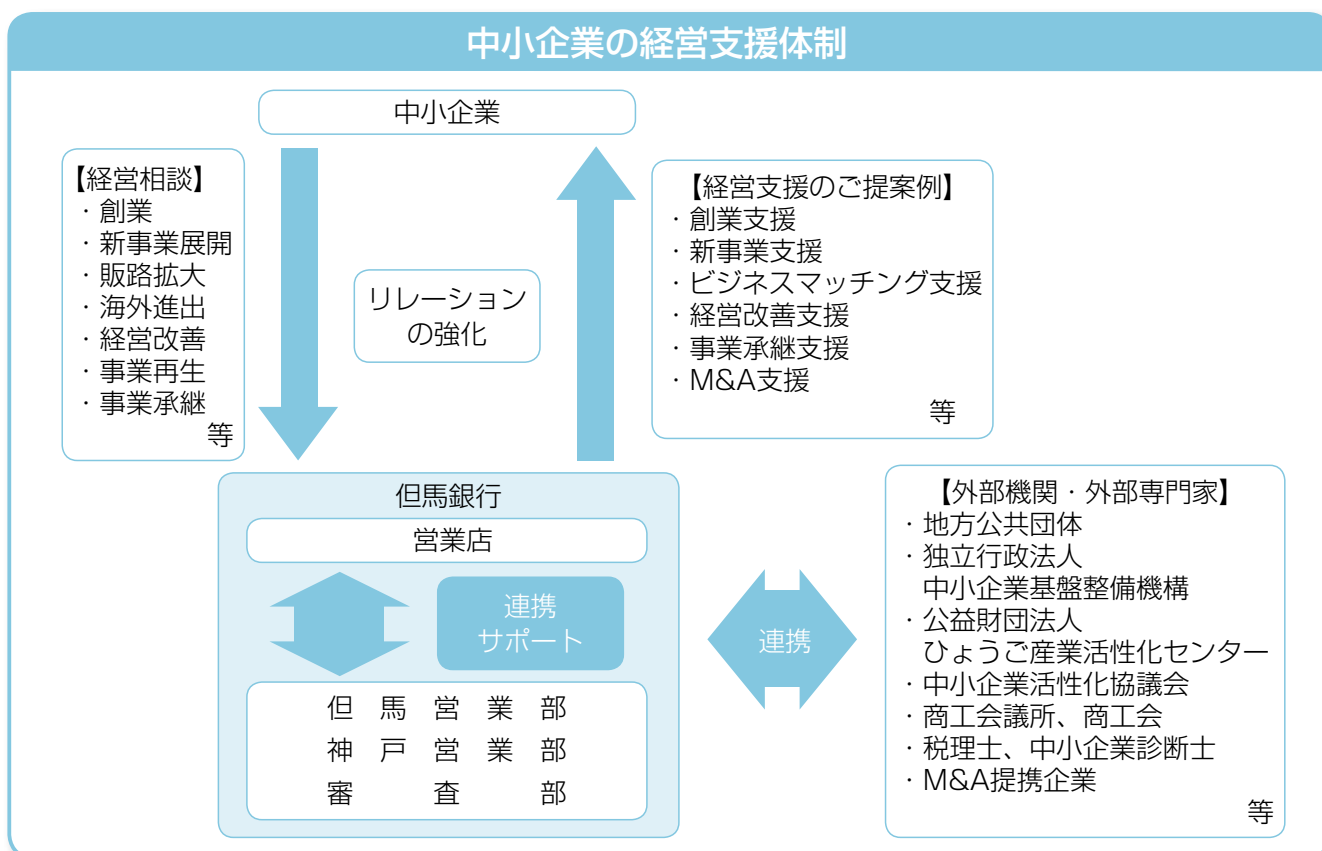 中小企業の経営支援体制
中小企業
【経営相談】
・創業
・新事業展開
・販路拡大
・海外進出
・経営改善
・事業再生
・事業承継
等
リレーション
の強化
【経営支援のご提案例】
・創業支援
・新事業支援
・ビジネスマッチング支援
・経営改善支援
・事業承継支援
・M&A支援
等
但馬銀行
営業店
連携
サポート
但馬営業部
神戸営業部
審査部
連携
【外部機関・外部専門家】
・地方公共団体
・独立行政法人
中小企業基盤整備機構
・公益財団法人
ひょうご産業活性化センター
・中小企業活性化協議会
・商工会議所、商工会
・税理士、中小企業診断士
・M&A提携企業
等